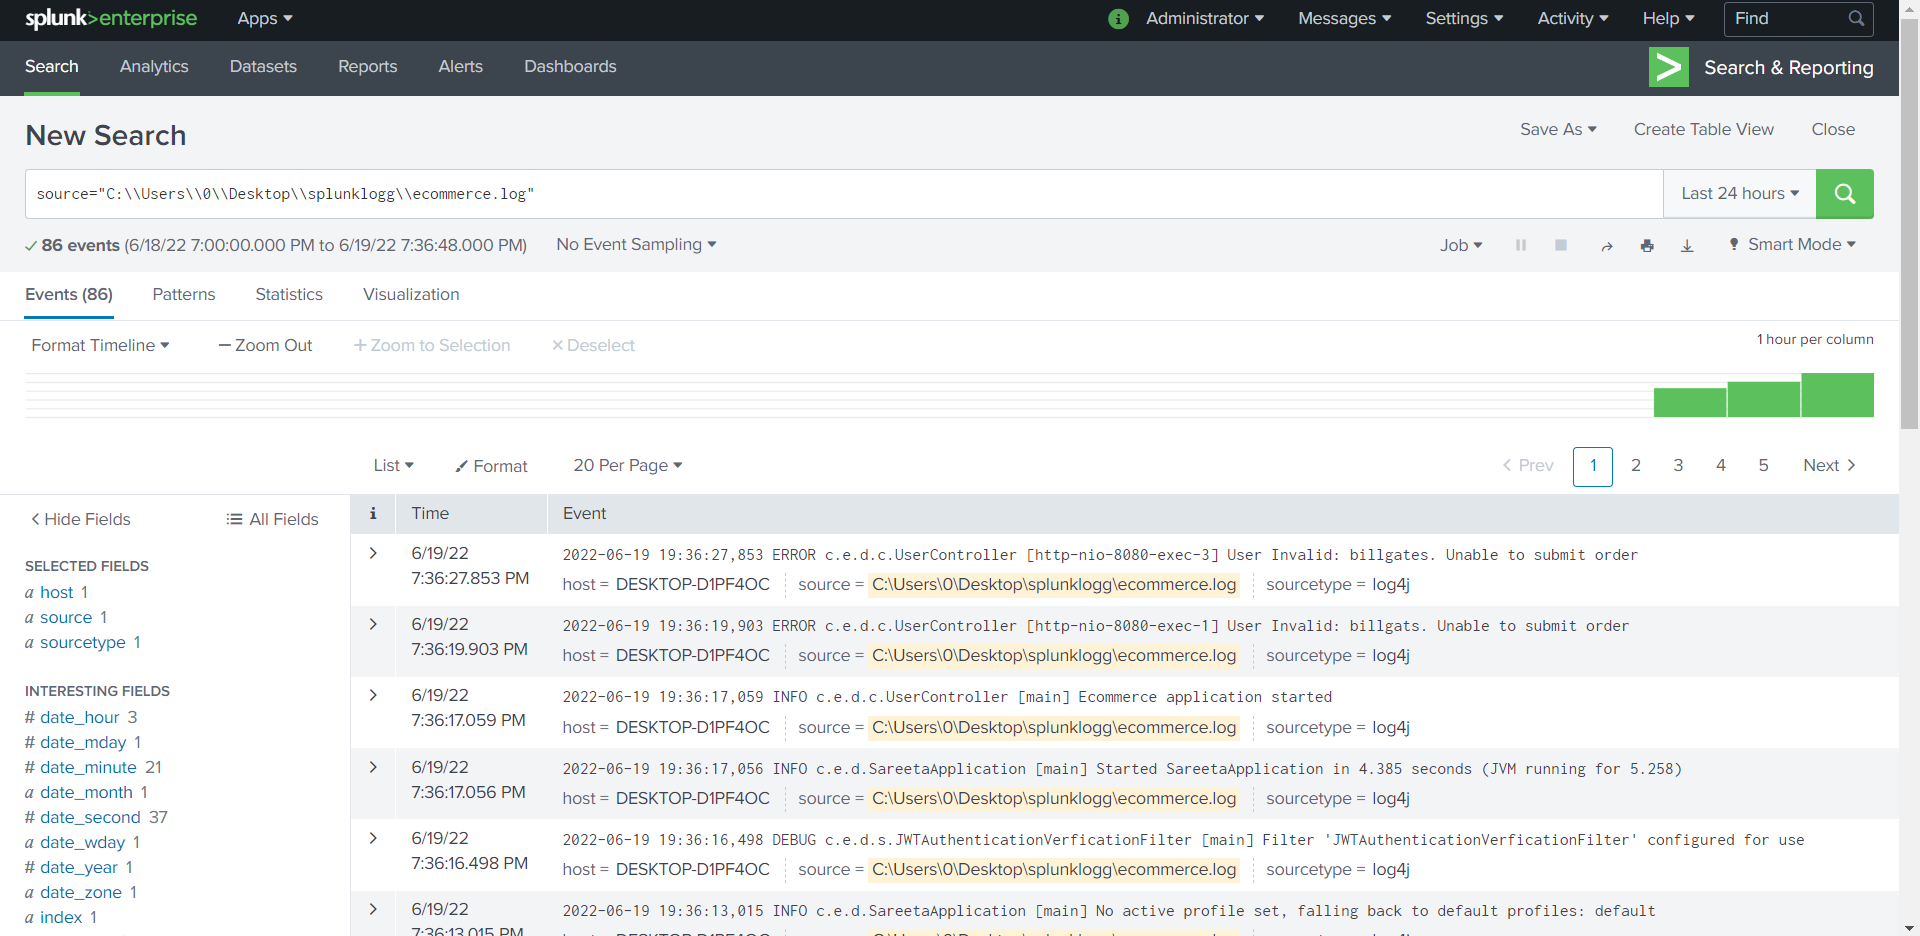 splunk>enterprise Apps Administrator Messages Settings Activity Help Find
Search Analytics Datasets Reports Alerts Dashboards Search & Reporting
New Search Save As Create Table View Close
source="C:\\Users\\0\\Desktop\\splunklogg\\ecommerce.log" Last 24 hours
86 events (6/18/22 7:00:00.000 PM to 6/19/22 7:36:48.000 PM) No Event Sampling Job Smart Mode
Events (86) Patterns Statistics Visualization
Format Timeline — Zoom Out + Zoom to Selection × Deselect 1 hour per column
List Format 20 Per Page < Prev 1 2 3 4 5 Next >
< Hide Fields All Fields
SELECTED FIELDS
a host 1
a source 1
a sourcetype 1
INTERESTING FIELDS
# date_hour 3
# date_mday 1
# date_minute 21
a date_month 1
# date_second 37
a date_wday 1
# date_year 1
a date_zone 1
a index 1
i Time Event
> 6/19/22 7:36:27.853 PM
2022-06-19 19:36:27,853 ERROR c.e.d.c.UserController [http-nio-8080-exec-3] User Invalid: billgates. Unable to submit order
host = DESKTOP-D1PF4OC source = C:\Users\0\Desktop\splunklogg\ecommerce.log sourcetype = log4j
> 6/19/22 7:36:19.903 PM
2022-06-19 19:36:19,903 ERROR c.e.d.c.UserController [http-nio-8080-exec-1] User Invalid: billgats. Unable to submit order
host = DESKTOP-D1PF4OC source = C:\Users\0\Desktop\splunklogg\ecommerce.log sourcetype = log4j
> 6/19/22 7:36:17.059 PM
2022-06-19 19:36:17,059 INFO c.e.d.c.UserController [main] Ecommerce application started
host = DESKTOP-D1PF4OC source = C:\Users\0\Desktop\splunklogg\ecommerce.log sourcetype = log4j
> 6/19/22 7:36:17.056 PM
2022-06-19 19:36:17,056 INFO c.e.d.SareetaApplication [main] Started SareetaApplication in 4.385 seconds (JVM running for 5.258)
host = DESKTOP-D1PF4OC source = C:\Users\0\Desktop\splunklogg\ecommerce.log sourcetype = log4j
> 6/19/22 7:36:16.498 PM
2022-06-19 19:36:16,498 DEBUG c.e.d.s.JWTAuthenticationVerficationFilter [main] Filter 'JWTAuthenticationVerficationFilter' configured for use
host = DESKTOP-D1PF4OC source = C:\Users\0\Desktop\splunklogg\ecommerce.log sourcetype = log4j
> 6/19/22 7:36:13.015 PM
2022-06-19 19:36:13,015 INFO c.e.d.SareetaApplication [main] No active profile set, falling back to default profiles: default